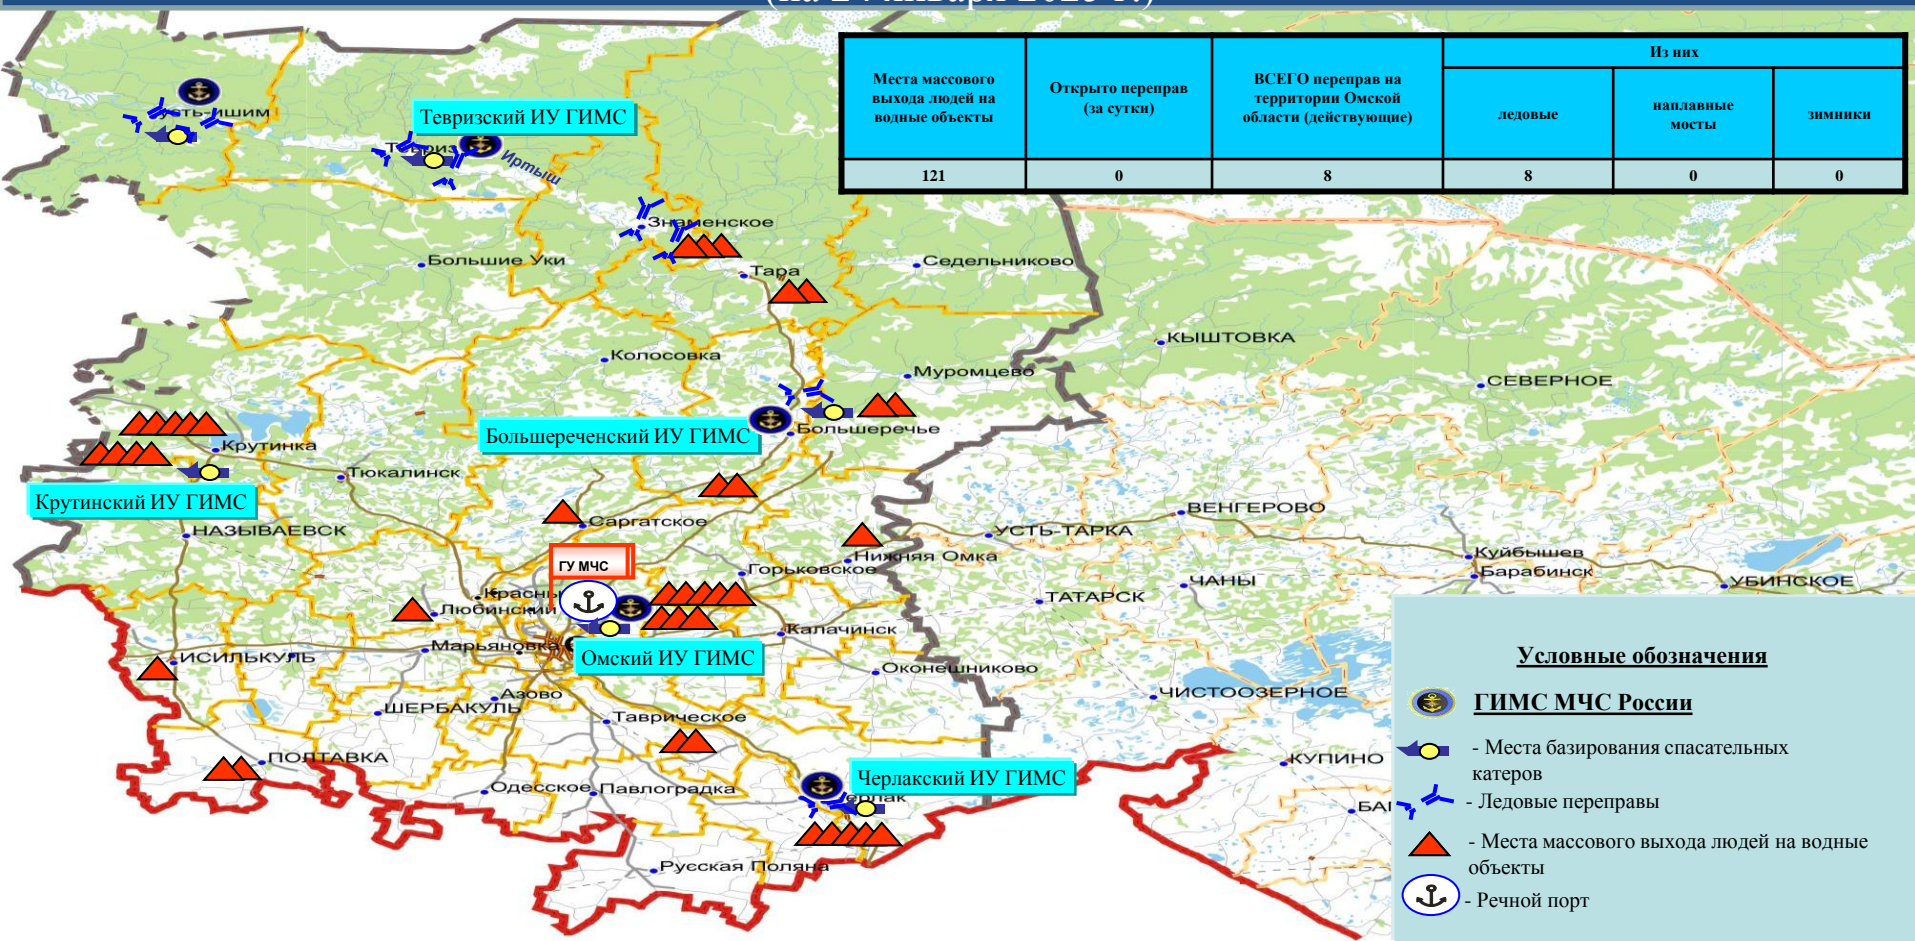 Места массового
выхода людей на
водные объекты
Открыто переправ
(за сутки)
ВСЕГО переправ на
территории Омской
области (действующие)
Из них
ледовые
наплавные
мосты
зимники
121
0
8
8
0
0
Тевризский ИУ ГИМС
Иртыш
Знаменское
Большие Уки
Тара
Седельниково
КЫШТОВКА
Колосовка
Муромцево
СЕВЕРНОЕ
Большереченский ИУ ГИМС
Большеречье
Крутинка
Тюкалинск
Крутинский ИУ ГИМС
НАЗЫВАЕВСК
Саргатское
ВЕНГЕРОВО
УСТЬ-ТАРКА
Нижняя Омка
Куйбышев
Барабинск
ГУ МЧС
Горьковское
ЧАНЫ
УБИНСКОЕ
Красны
Любинский
ТАТАРСК
Калачинск
Марьяновка
ИСИЛЬКУЛЬ
Омский ИУ ГИМС
Оконешниково
ЧИСТООЗЕРНОЕ
Азово
ШЕРБАКУЛЬ
Таврическое
ПОЛТАВКА
КУПИНО
Черлакский ИУ ГИМС
Одесское
Павлоградка
Русская Поляна
Условные обозначения
ГИМС МЧС России
- Места базирования спасательных
катеров
- Ледовые переправы
- Места массового выхода людей на водные
объекты
- Речной порт